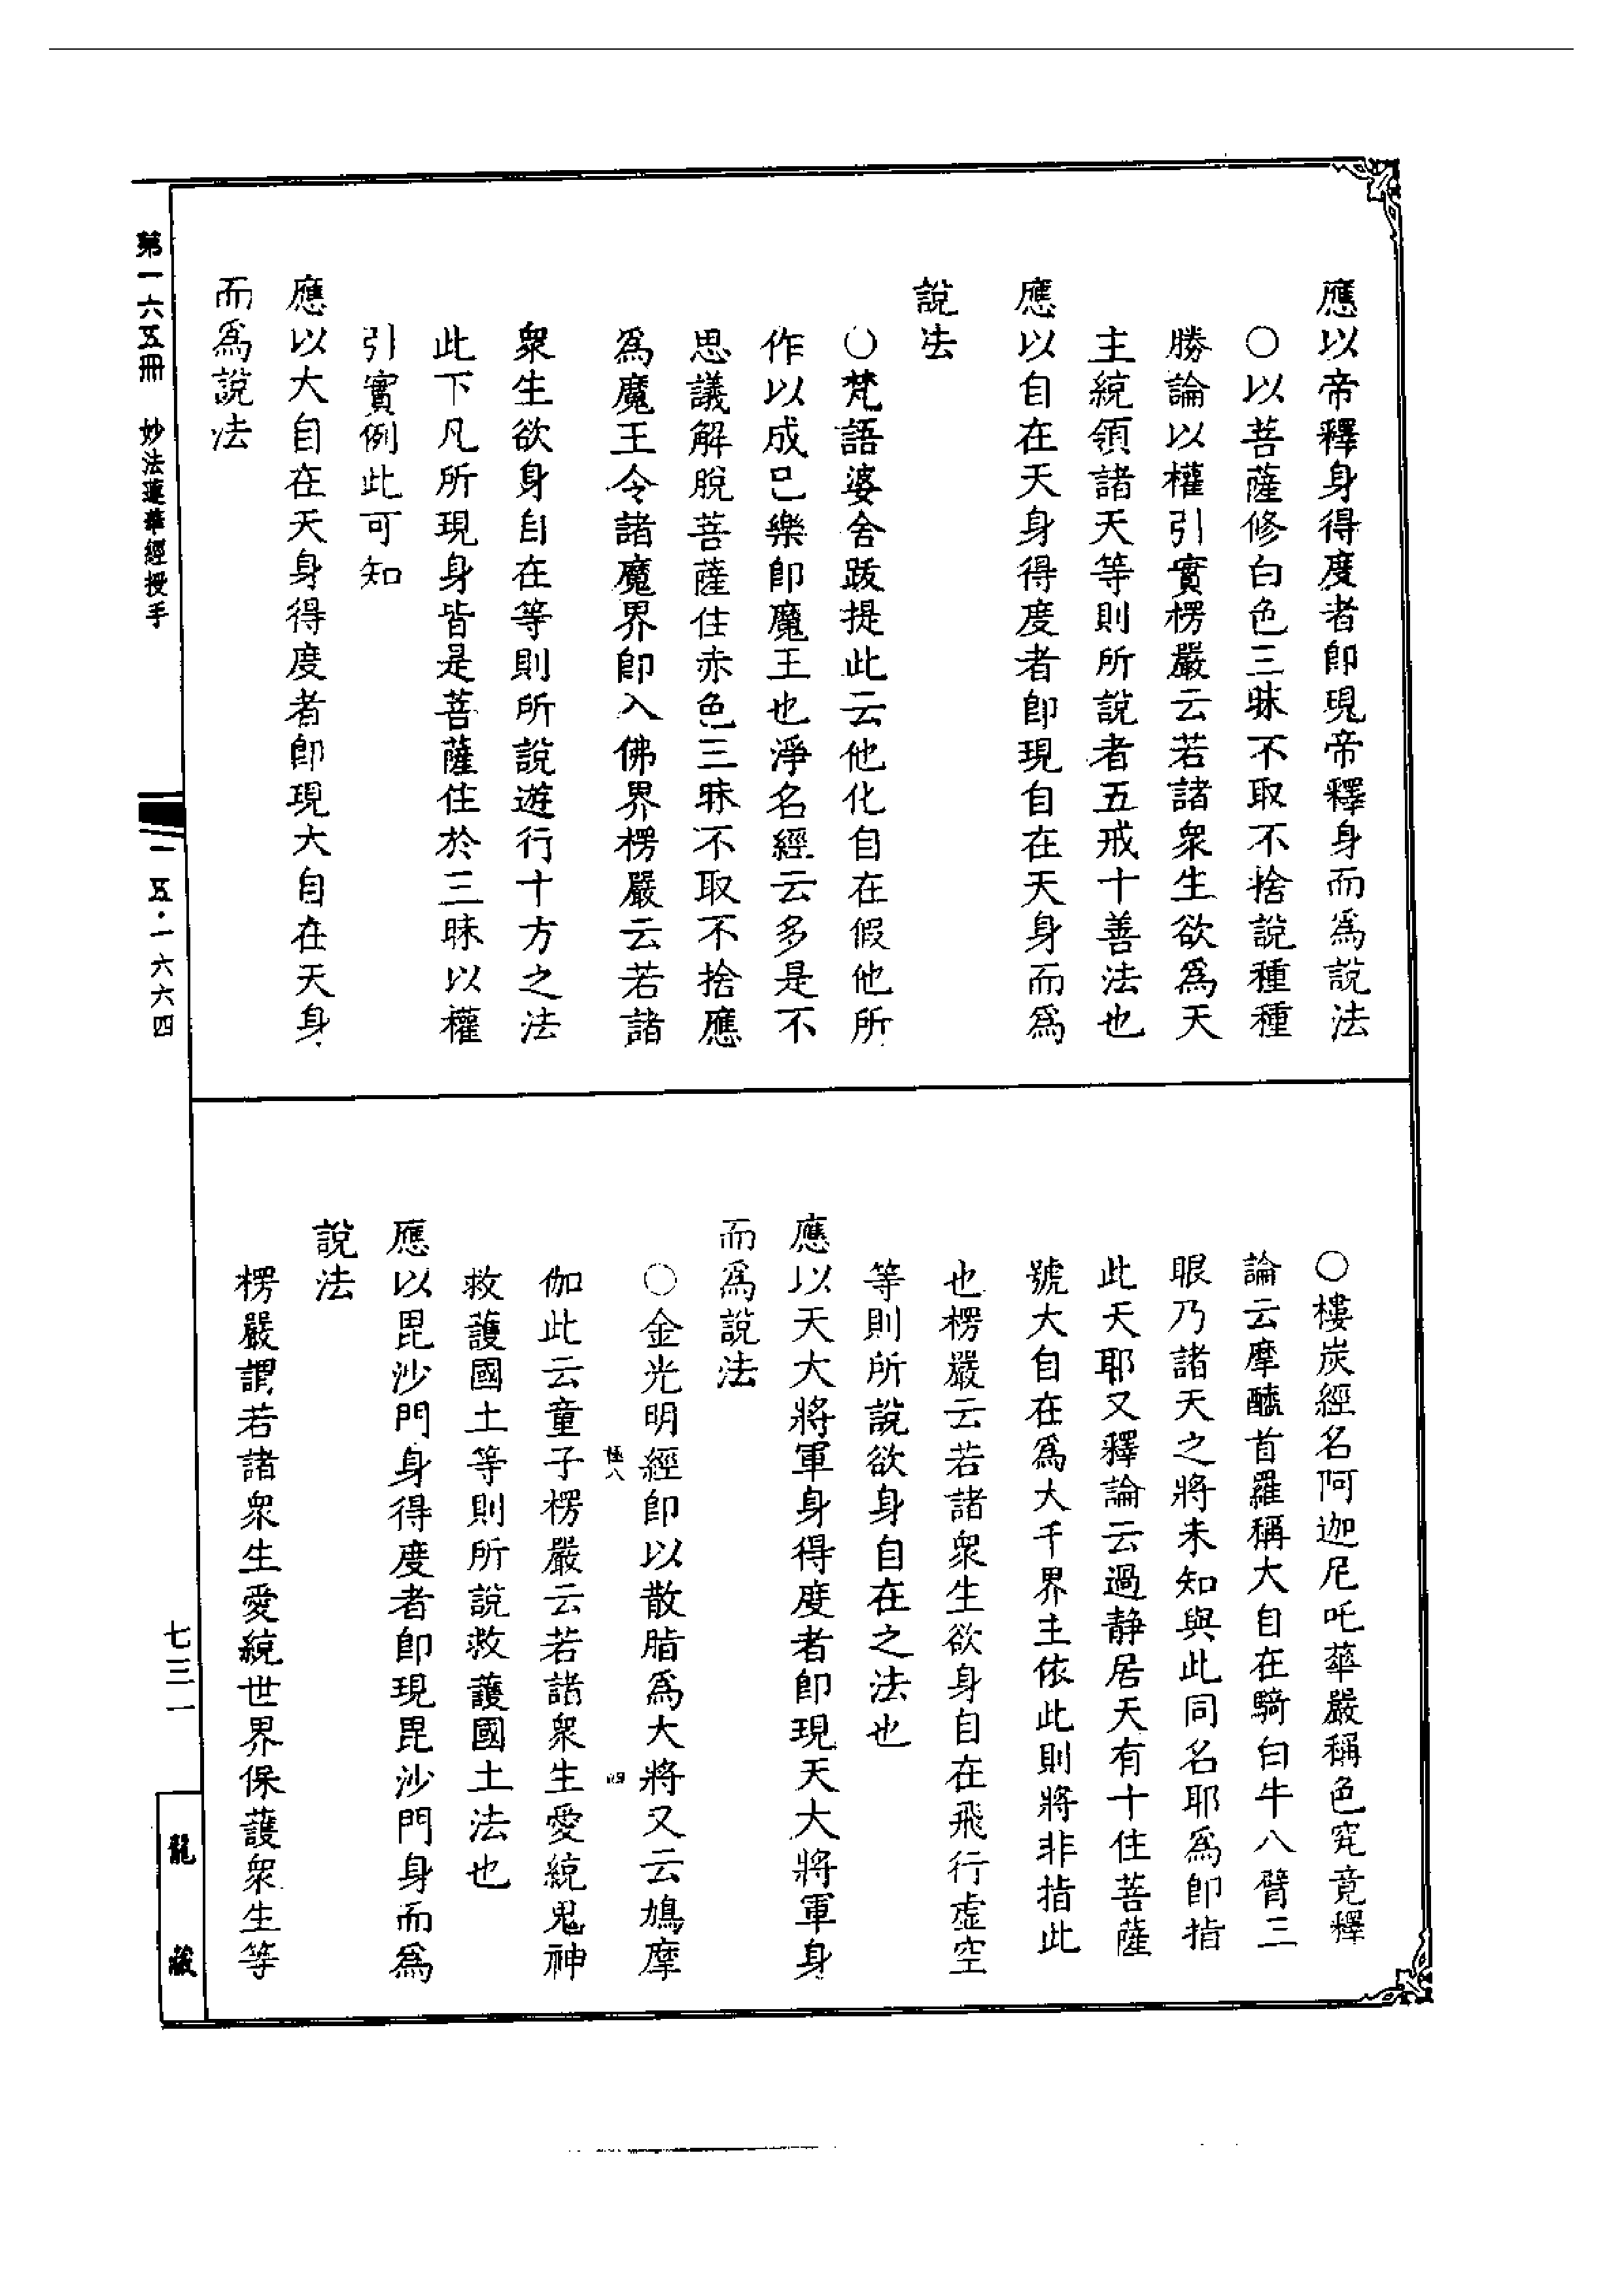 應以帝釋身得度者卽現帝釋身而爲說法
〇以菩薩修白色三昧不取不捨說種種
勝論以權引實楞嚴云若諸衆生欲爲天
主統領諸天等則所說者五戒十善法也
應以自在天身得度者卽現自在天身而爲
說法
〇梵語婆舍跋提此云他化自在假他所
作以成已樂卽魔王也淨名經云多是不
思議解脫菩薩住赤色三昧不取不捨應
爲魔王令諸魔界卽入佛界楞嚴云若諸
衆生欲身自在等則所說遊行十方之法
此下凡所現身皆是菩薩住於三昧以權
引實例此可知
應以大自在天身得度者卽現大自在天身
而爲說法
〇樓炭經名阿迦尼吒華嚴稱色究竟釋
論云摩醯首羅稱大自在騎白牛八臂三
眼乃諸天之將未知與此同名耶爲卽指
此天耶又釋論云過靜居天有十住菩薩
號大自在爲大千界主依此則將非指此
也楞嚴云若諸衆生欲身自在飛行虛空
等則所說欲身自在之法也
應以天大將軍身得度者卽現天大將軍身
而爲說法
〇金光明經卽以散脂爲大將又云鳩摩
伽此云童子楞嚴云若諸衆生愛統鬼神
救護國土等則所說救護國土法也
應以毘沙門身得度者卽現毘沙門身而爲
說法
楞嚴謂若諸衆生愛統世界保護衆生等
第一六五冊 妙法蓮華經授手
一五·一六六四
七三一
龍藏